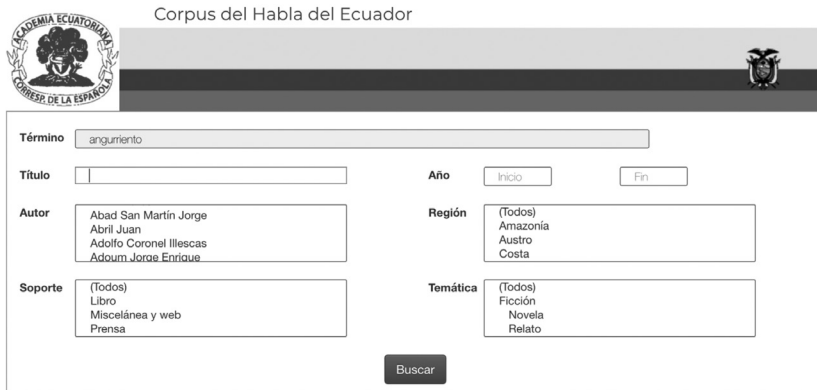 Corpus del Habla del Ecuador
ACADEMIA ECUATORIANA
CORRESP. DE LA ESPAÑOLA
Término angurriento
Título
Año Inicio Fin
Autor
Abad San Martín Jorge
Abril Juan
Adolfo Coronel Illescas
Adoum Jorge Enrique
Región
(Todos)
Amazonía
Austro
Costa
Soporte
(Todos)
Libro
Miscelánea y web
Prensa
Temática
(Todos)
Ficción
Novela
Relato
Buscar